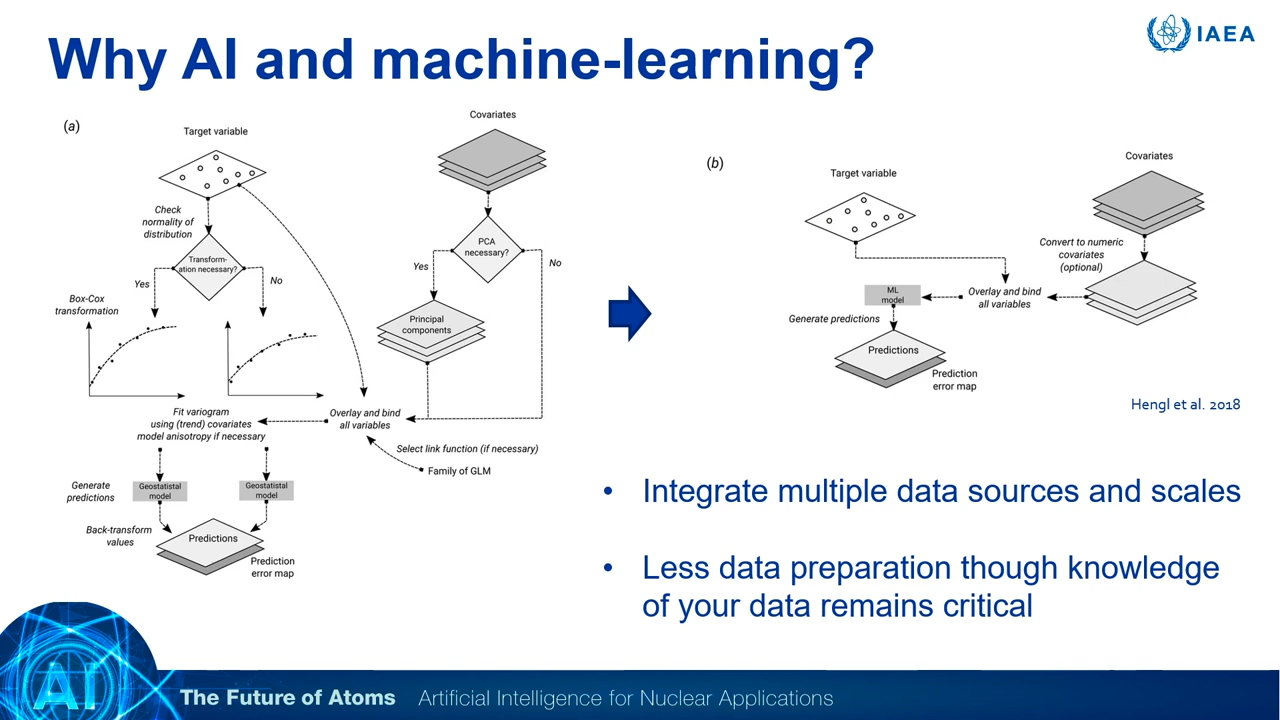 Why AI and machine-learning?
IAEA
(a)
Target variable
Covariates
Check
normality of
distribution
Transform-
ation necessary?
Yes
No
Box-Cox
transformation
PCA
necessary?
Yes
No
Principal
components
Fit variogram
using (trend) covariates
model anisotropy if necessary
Overlay and bind
all variables
Select link function (if necessary)
Family of GLM
Generate
predictions
Geostatistal
model
Geostatistal
model
Back-transform
values
Predictions
Prediction
error map
(b)
Target variable
Covariates
Convert to numeric
covariates
(optional)
ML
model
Overlay and bind
all variables
Generate predictions
Predictions
Prediction
error map
Hengl et al. 2018
• Integrate multiple data sources and scales
• Less data preparation though knowledge
of your data remains critical
AI
The Future of Atoms Artificial Intelligence for Nuclear Applications